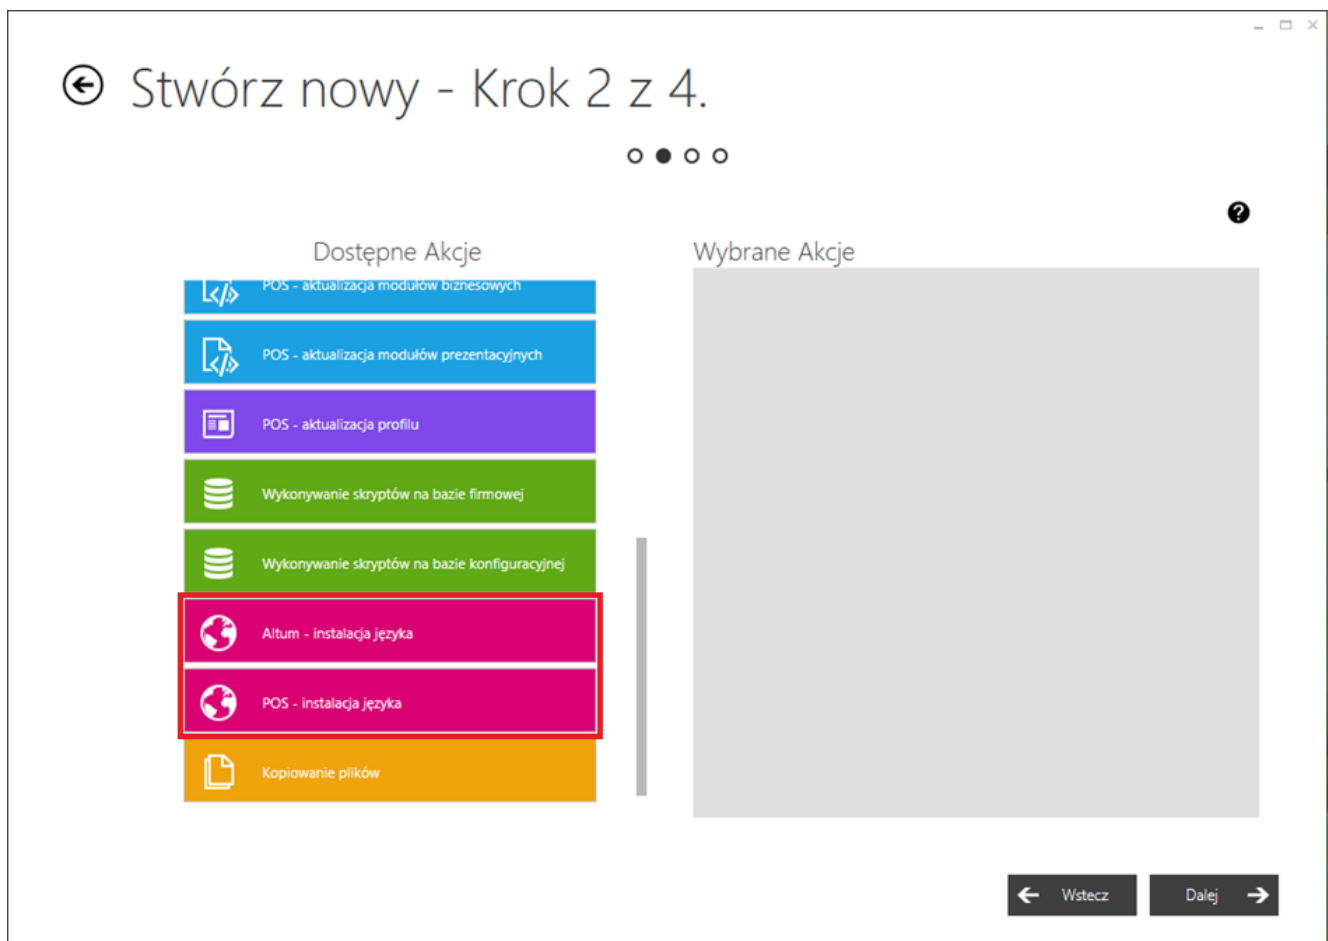 Stwórz nowy - Krok 2 z 4.
Dostępne Akcje
Wybrane Akcje
POS - aktualizacja modułów biznesowych
POS - aktualizacja modułów prezentacyjnych
POS - aktualizacja profilu
Wykonywanie skryptów na bazie firmowej
Wykonywanie skryptów na bazie konfiguracyjnej
Altum - instalacja języka
POS - instalacja języka
Kopiowanie plików
Wstecz
Dalej